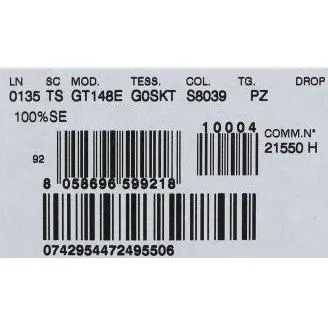 LN SC MOD. TESS. COL. TG. DROP
0135 TS GT148E G0SKT S8039 PZ
100%SE
10004
COMM.N°
21550 H
92
8 058696 599218
0742954472495506